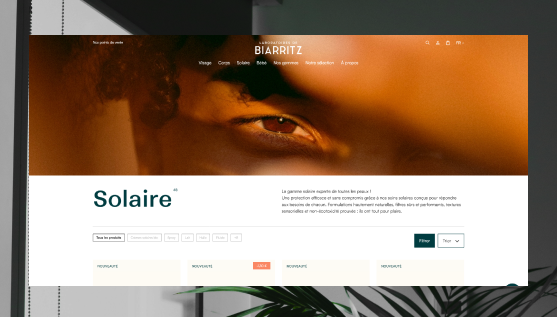 Nos points de vente
LABORATOIRES DE
BIARRITZ
FR
Visage Corps Solaire Bébé Nos gammes Notre sélection À propos
Solaire
La gamme solaire experte de toutes les peaux !
Une protection efficace et sans compromis grâce à nos soins solaires conçus pour répondre
aux besoins de chacun. Formulations hautement naturelles, filtres sûrs et performants, textures
sensorielles et non-écotoxicité prouvée : ils ont tout pour plaire.
Tous les produits
Filtrer
Trier
NOUVEAUTÉ NOUVEAUTÉ NOUVEAUTÉ NOUVEAUTÉ